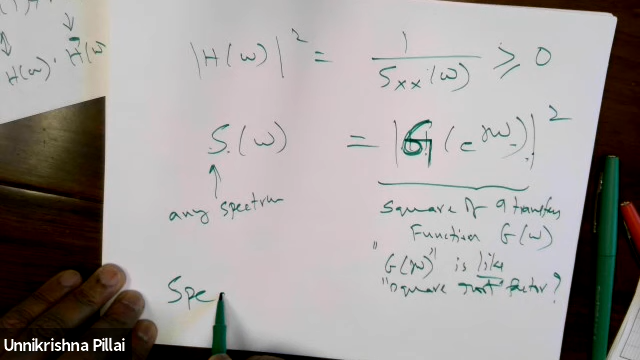 H(ω) · H(ω
|H(ω)|² = 1 / Sxx(ω) ≥ 0
S(ω) = |G(e^jω)|²
any spectrum
square of a transfer
Function G(ω)
"G(jω)" is like
"square root factor"?
Spe
Unnikrishna Pillai